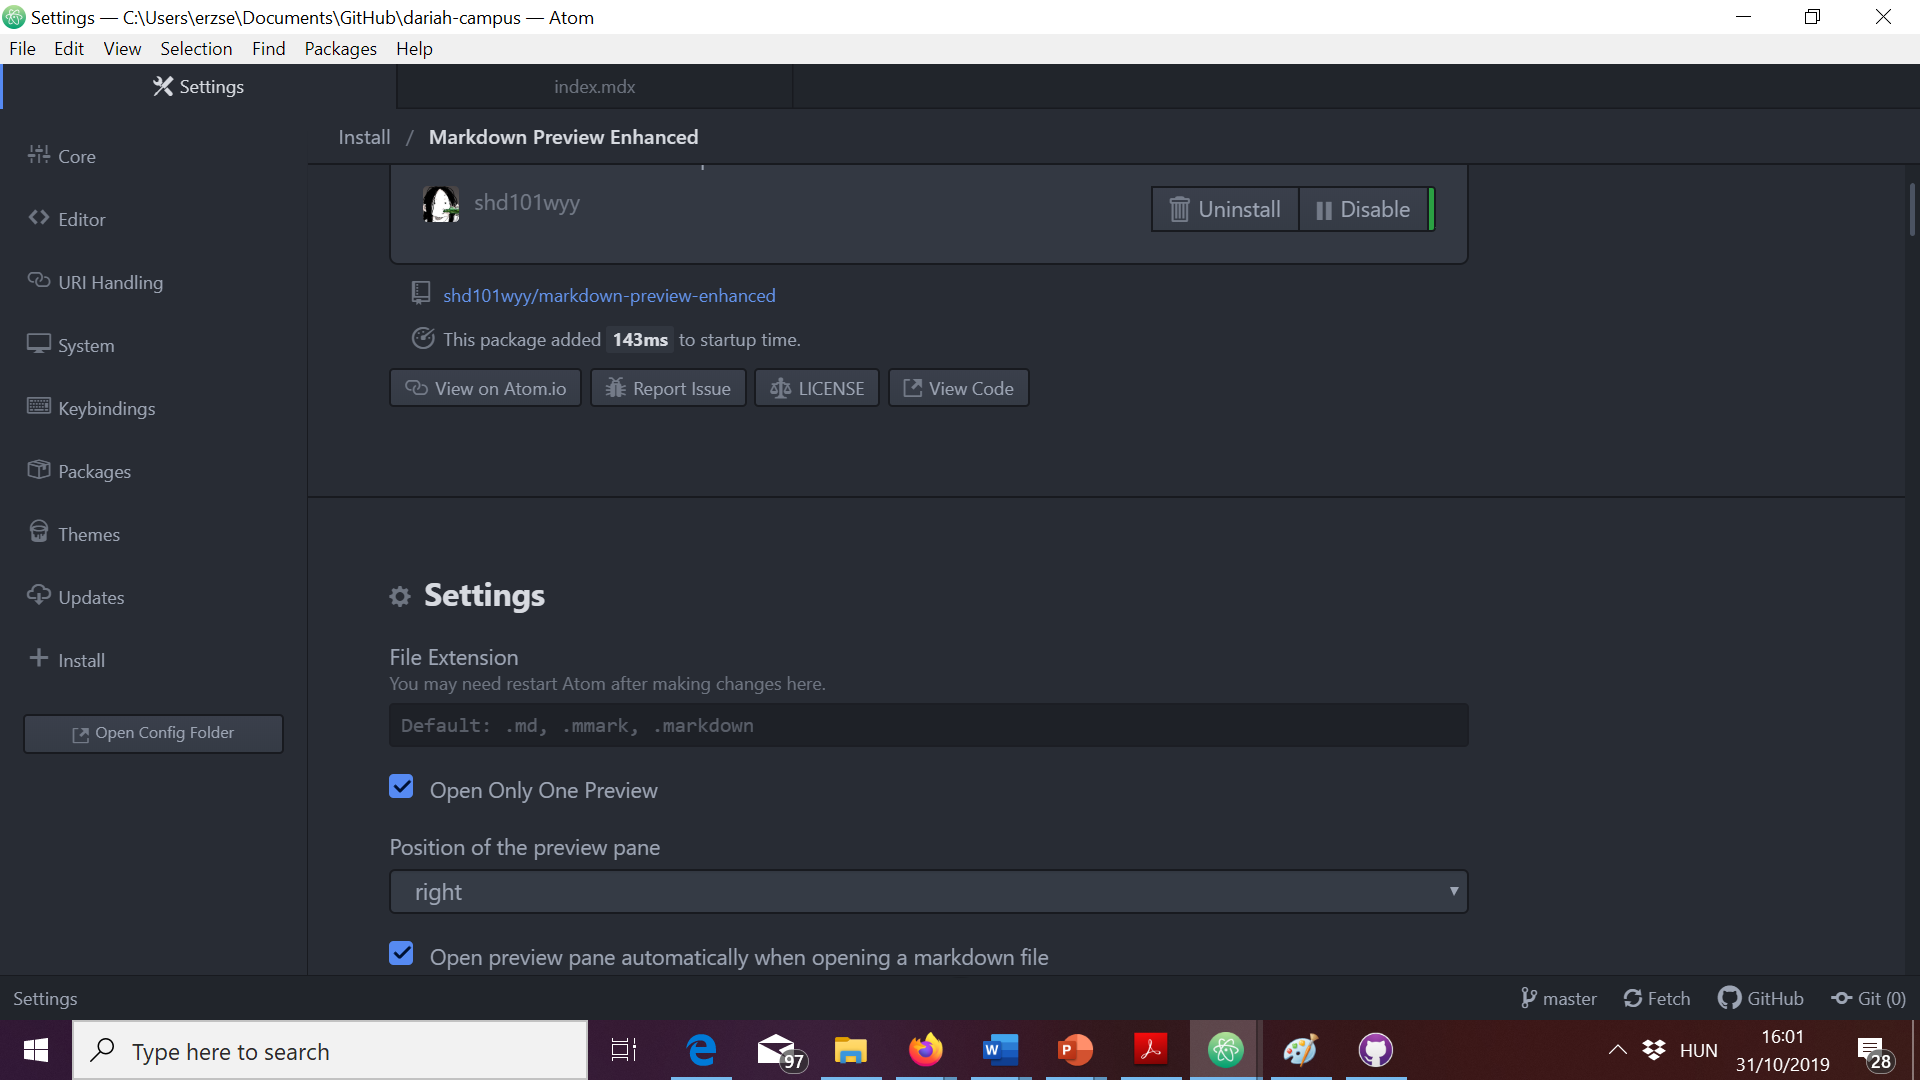 Settings — C:\Users\erzse\Documents\GitHub\dariah-campus — Atom
File Edit View Selection Find Packages Help
Settings index.mdx
Install / Markdown Preview Enhanced
Core
Editor
URI Handling
System
Keybindings
Packages
Themes
Updates
Install
Open Config Folder
shd101wyy Uninstall Disable
shd101wyy/markdown-preview-enhanced
This package added 143ms to startup time.
View on Atom.io Report Issue LICENSE View Code
Settings
File Extension
You may need restart Atom after making changes here.
Default: .md, .mmark, .markdown
Open Only One Preview
Position of the preview pane
right
Open preview pane automatically when opening a markdown file
Settings master Fetch GitHub Git (0)
Type here to search 97 HUN 16:01
31/10/2019 28